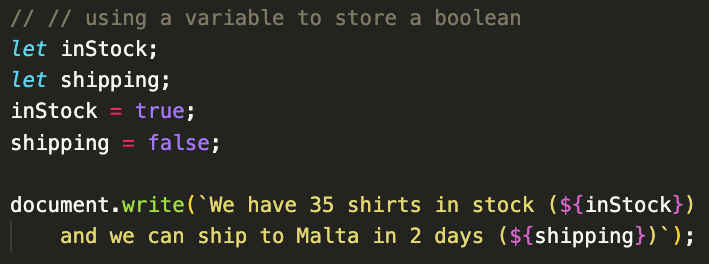 // // using a variable to store a boolean
let inStock;
let shipping;
inStock = true;
shipping = false;
document.write(`We have 35 shirts in stock (${inStock})
and we can ship to Malta in 2 days (${shipping})`);